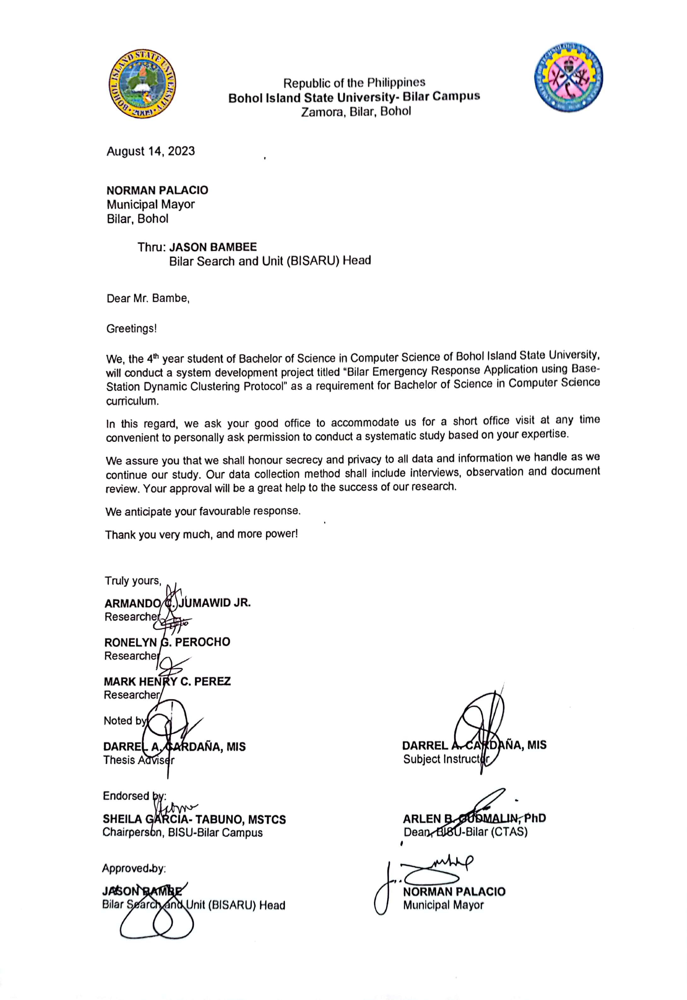 BOHOL ISLAND STATE UNIVERSITY
2009
Republic of the Philippines
Bohol Island State University- Bilar Campus
Zamora, Bilar, Bohol
August 14, 2023
NORMAN PALACIO
Municipal Mayor
Bilar, Bohol
Thru: JASON BAMBEE
Bilar Search and Unit (BISARU) Head
Dear Mr. Bambe,
Greetings!
We, the 4th year student of Bachelor of Science in Computer Science of Bohol Island State University,
will conduct a system development project titled “Bilar Emergency Response Application using Base-
Station Dynamic Clustering Protocol” as a requirement for Bachelor of Science in Computer Science
curriculum.
In this regard, we ask your good office to accommodate us for a short office visit at any time
convenient to personally ask permission to conduct a systematic study based on your expertise.
We assure you that we shall honour secrecy and privacy to all data and information we handle as we
continue our study. Our data collection method shall include interviews, observation and document
review. Your approval will be a great help to the success of our research.
We anticipate your favourable response.
Thank you very much, and more power!
Truly yours,
ARMANDO C. JUMAWID JR.
Researcher
RONELYN G. PEROCHO
Researcher
MARK HENRY C. PEREZ
Researcher
Noted by
DARREL A. CARDAÑA, MIS
Thesis Adviser
DARREL A. CARDAÑA, MIS
Subject Instructor
Endorsed by:
SHEILA GARCIA- TABUNO, MSTCS
Chairperson, BISU-Bilar Campus
ARLEN B. GUDMALIN, PhD
Dean, BISU-Bilar (CTAS)
Approved by:
JASON BAMBE
Bilar Search and Unit (BISARU) Head
NORMAN PALACIO
Municipal Mayor